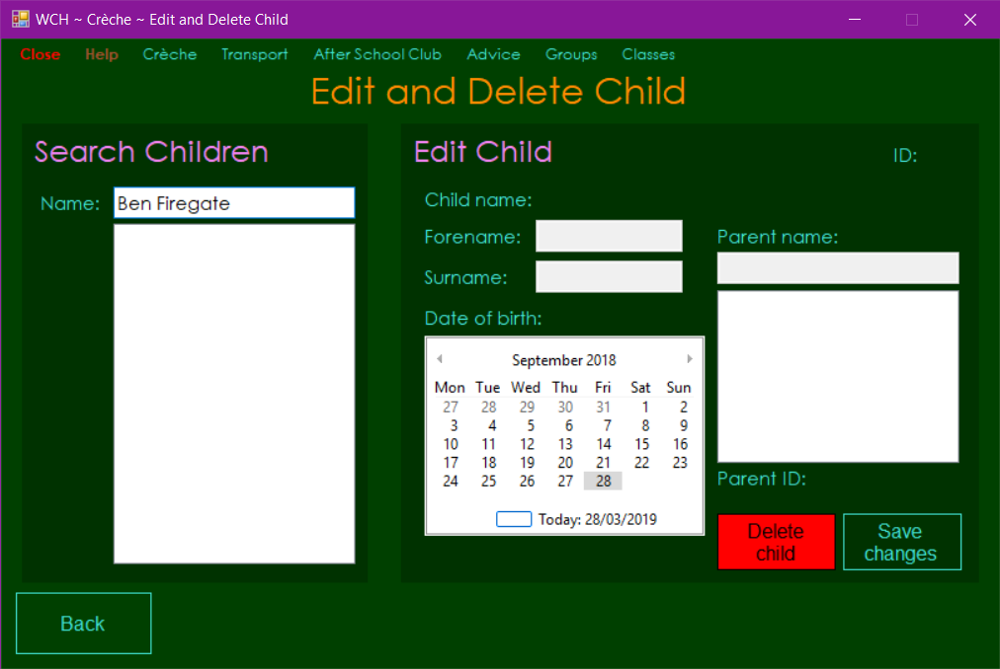 WCH ~ Crèche ~ Edit and Delete Child
Close Help Crèche Transport After School Club Advice Groups Classes
Edit and Delete Child
Search Children
Name: Ben Firegate
Edit Child
ID:
Child name:
Forename:
Surname:
Date of birth:
September 2018
Mon Tue Wed Thu Fri Sat Sun
27 28 29 30 31 1 2
3 4 5 6 7 8 9
10 11 12 13 14 15 16
17 18 19 20 21 22 23
24 25 26 27 28
Today: 28/03/2019
Parent name:
Parent ID:
Delete
child
Save
changes
Back